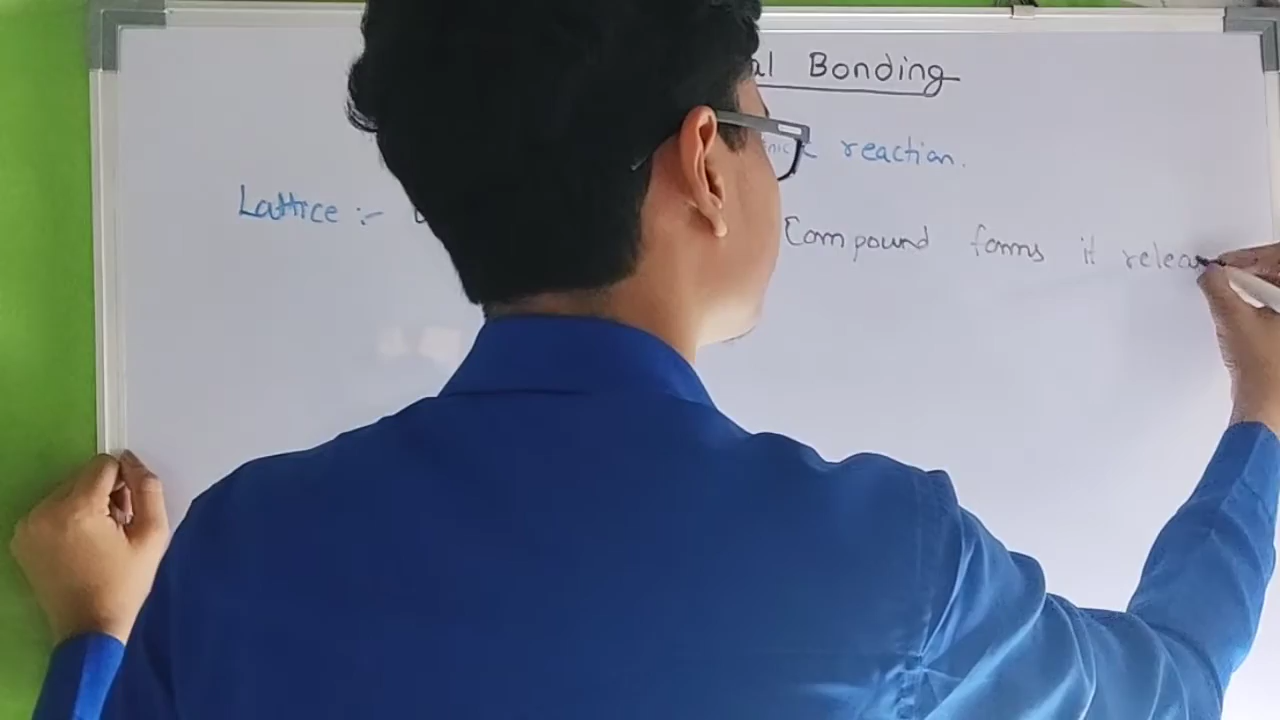 al Bonding
reaction.
Lattice :-
Compound forms it relea